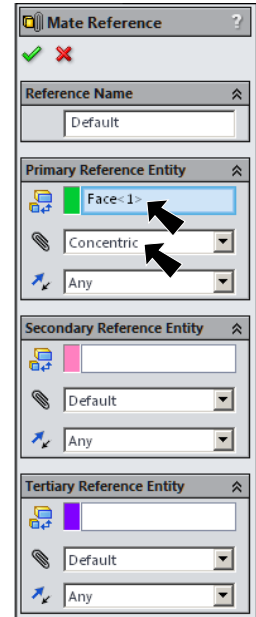 Mate Reference ?
Reference Name
Default
Primary Reference Entity
Face<1>
Concentric
Any
Secondary Reference Entity
Default
Any
Tertiary Reference Entity
Default
Any